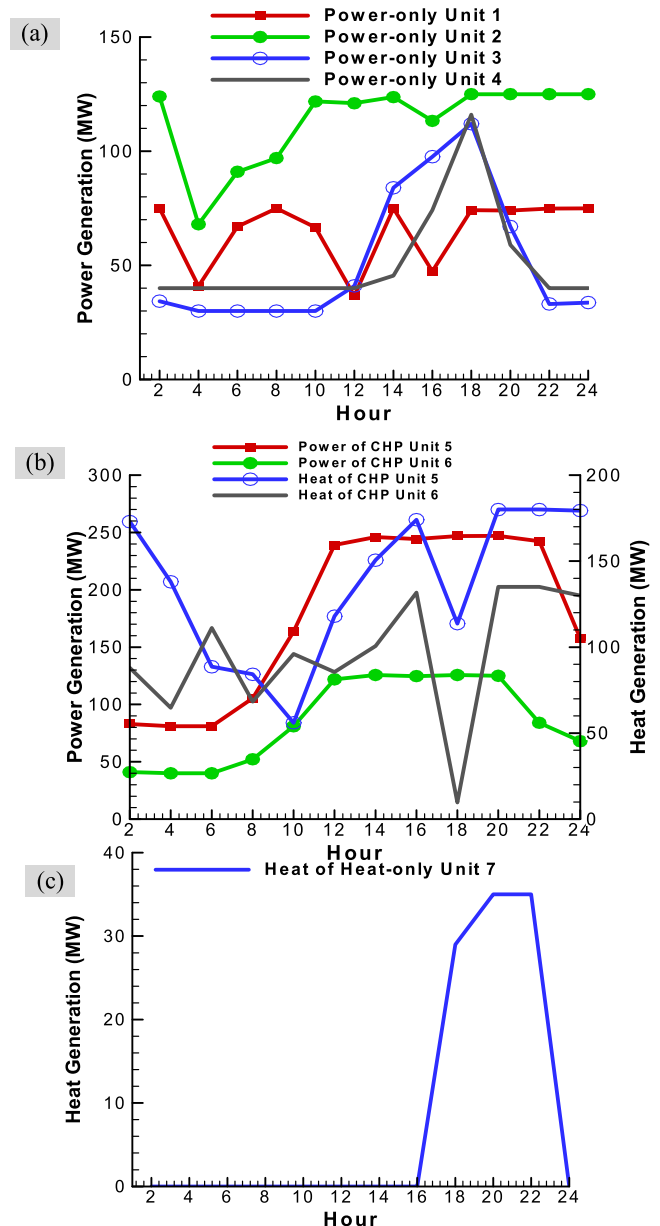 (a)
Power-only Unit 1
Power-only Unit 2
Power-only Unit 3
Power-only Unit 4
Power Generation (MW)
150
100
50
0
2 4 6 8 10 12 14 16 18 20 22 24
Hour
(b)
Power of CHP Unit 5
Power of CHP Unit 6
Heat of CHP Unit 5
Heat of CHP Unit 6
Power Generation (MW)
300
250
200
150
100
50
0
200
150
100
50
0
Heat Generation (MW)
2 4 6 8 10 12 14 16 18 20 22 24
Hour
(c)
Heat of Heat-only Unit 7
Heat Generation (MW)
40
30
20
10
0
2 4 6 8 10 12 14 16 18 20 22 24
Hour